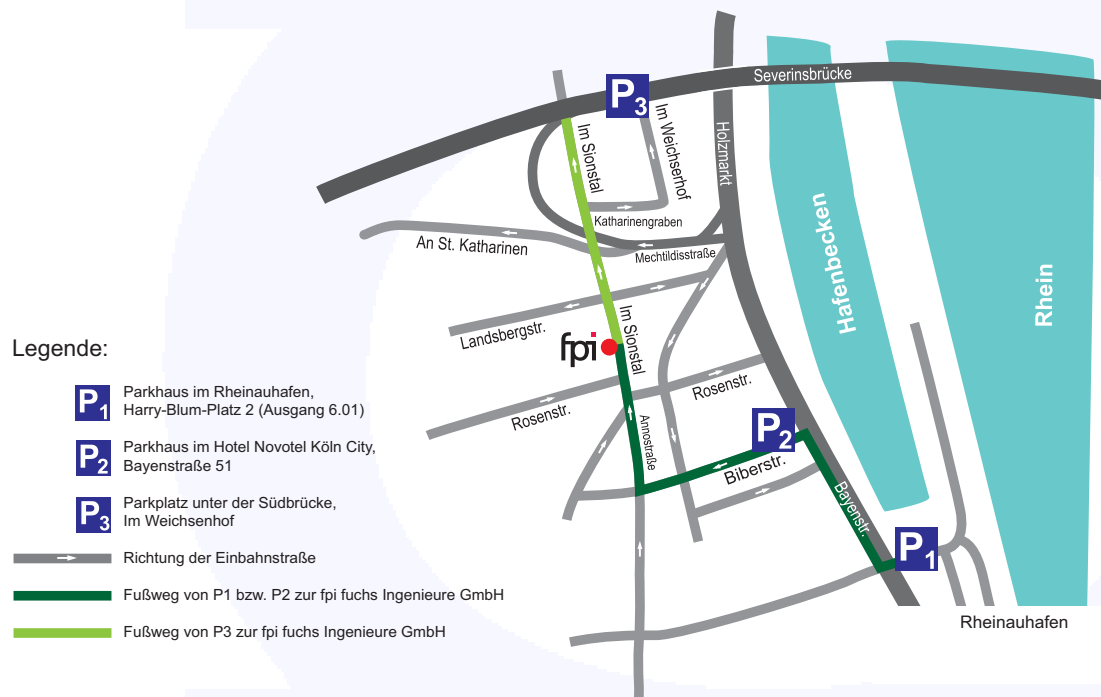 Severinsbrücke
P3
Im Sionstal
Im Weichserhof
Holzmarkt
Katharinengraben
An St. Katharinen
Mechtildisstraße
Hafenbecken
Rhein
Landsbergstr.
Im Sionstal
fpi
Rosenstr.
Rosenstr.
Annostraße
P2
Biberstr.
Bayenstr.
P1
Rheinauhafen
Legende:
P1
Parkhaus im Rheinauhafen,
Harry-Blum-Platz 2 (Ausgang 6.01)
P2
Parkhaus im Hotel Novotel Köln City,
Bayenstraße 51
P3
Parkplatz unter der Südbrücke,
Im Weichsenhof
Richtung der Einbahnstraße
Fußweg von P1 bzw. P2 zur fpi fuchs Ingenieure GmbH
Fußweg von P3 zur fpi fuchs Ingenieure GmbH